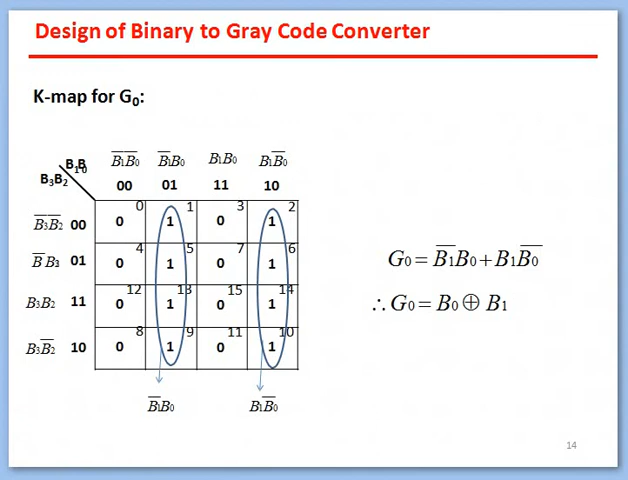 Design of Binary to Gray Code Converter
K-map for G₀:
B̅₁B̅₀ B̅₁B₀ B₁B₀ B₁B̅₀
B₁B₀
B₃B₂ 00 01 11 10
0 1 3 2
B̅₃B̅₂ 00 0 1 0 1
4 5 7 6
B̅ B₃ 01 0 1 0 1
12 13 15 14
B₃B₂ 11 0 1 0 1
8 9 11 10
B₃B̅₂ 10 0 1 0 1
B̅₁B₀ B₁B̅₀
G₀ = B̅₁B₀ + B₁B̅₀
∴ G₀ = B₀ ⊕ B₁
14